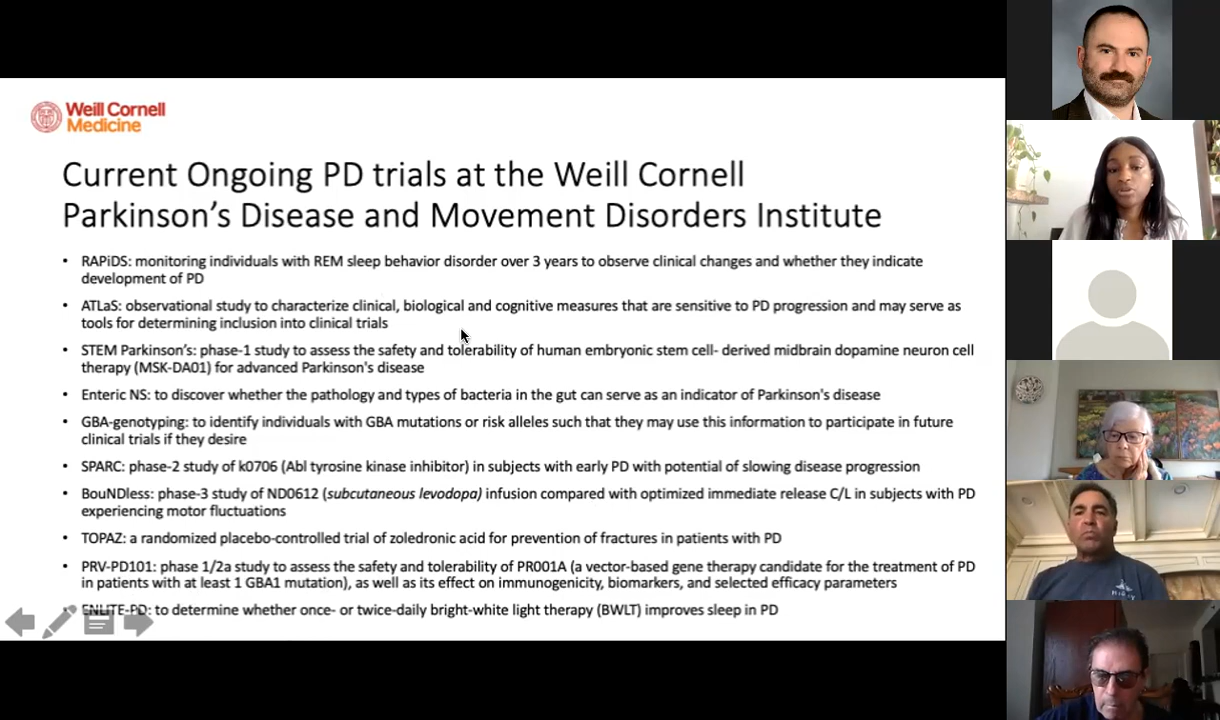 Weill Cornell
Medicine
Current Ongoing PD trials at the Weill Cornell
Parkinson's Disease and Movement Disorders Institute
• RAPiDS: monitoring individuals with REM sleep behavior disorder over 3 years to observe clinical changes and whether they indicate
development of PD
• ATLaS: observational study to characterize clinical, biological and cognitive measures that are sensitive to PD progression and may serve as
tools for determining inclusion into clinical trials
• STEM Parkinson's: phase-1 study to assess the safety and tolerability of human embryonic stem cell- derived midbrain dopamine neuron cell
therapy (MSK-DA01) for advanced Parkinson's disease
• Enteric NS: to discover whether the pathology and types of bacteria in the gut can serve as an indicator of Parkinson's disease
• GBA-genotyping: to identify individuals with GBA mutations or risk alleles such that they may use this information to participate in future
clinical trials if they desire
• SPARC: phase-2 study of k0706 (Abl tyrosine kinase inhibitor) in subjects with early PD with potential of slowing disease progression
• BouNDless: phase-3 study of ND0612 (subcutaneous levodopa) infusion compared with optimized immediate release C/L in subjects with PD
experiencing motor fluctuations
• TOPAZ: a randomized placebo-controlled trial of zoledronic acid for prevention of fractures in patients with PD
• PRV-PD101: phase 1/2a study to assess the safety and tolerability of PR001A (a vector-based gene therapy candidate for the treatment of PD
in patients with at least 1 GBA1 mutation), as well as its effect on immunogenicity, biomarkers, and selected efficacy parameters
• ENLITE-PD: to determine whether once- or twice-daily bright-white light therapy (BWLT) improves sleep in PD